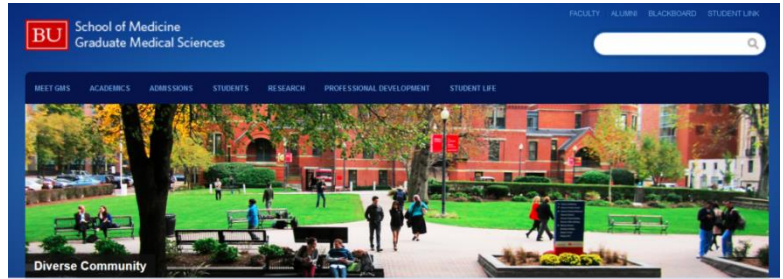 FACULTY ALUMNI BLACKBOARD STUDENT LINK
BU School of Medicine
Graduate Medical Sciences
MEET GMS ACADEMICS ADMISSIONS STUDENTS RESEARCH PROFESSIONAL DEVELOPMENT STUDENT LIFE
Diverse Community